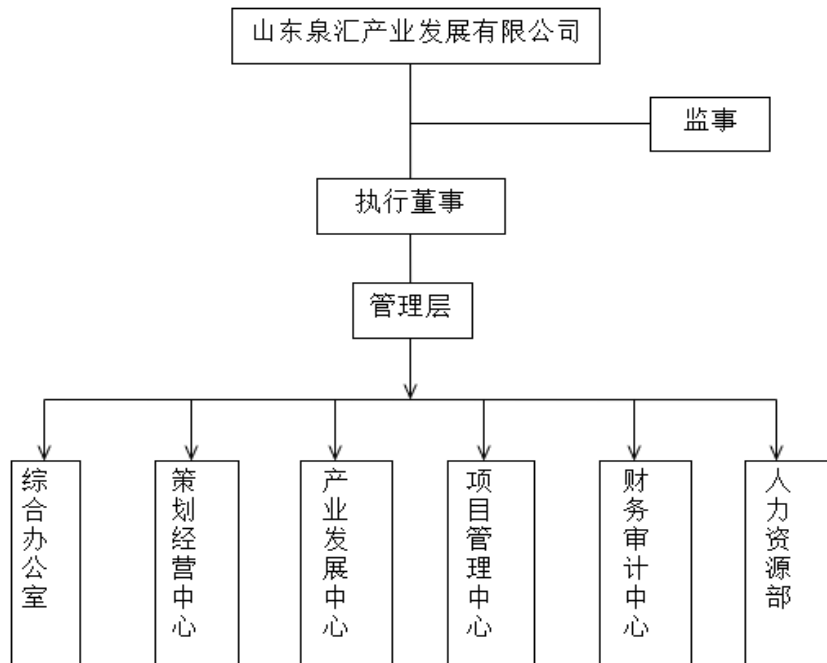 山东泉汇产业发展有限公司
监事
执行董事
管理层
综合办公室
策划经营中心
产业发展中心
项目管理中心
财务审计中心
人力资源部